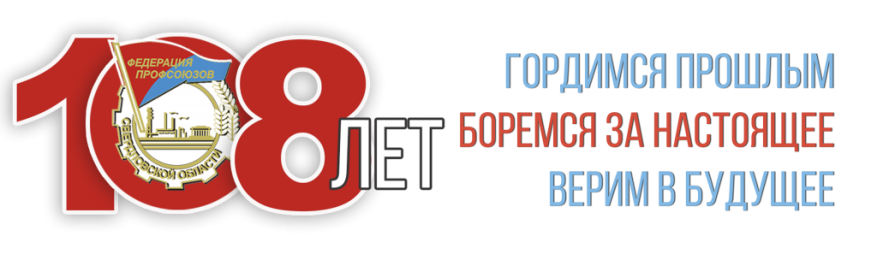 108
ЛЕТ
ФЕДЕРАЦИЯ
ПРОФСОЮЗОВ
СВЕРДЛОВСКОЙ ОБЛАСТИ
ГОРДИМСЯ ПРОШЛЫМ
БОРЕМСЯ ЗА НАСТОЯЩЕЕ
ВЕРИМ В БУДУЩЕЕ